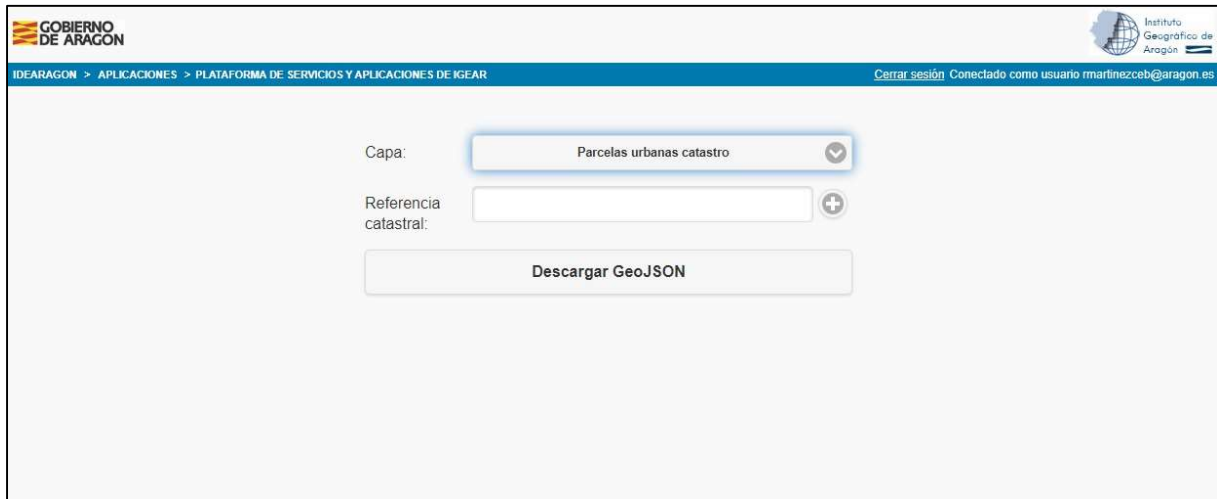 GOBIERNO
DE ARAGON
Instituto
Geográfico de
Aragón
IDEARAGON > APLICACIONES > PLATAFORMA DE SERVICIOS Y APLICACIONES DE IGEAR
Cerrar sesión Conectado como usuario rmartinezceb@aragon.es
Capa:
Parcelas urbanas catastro
Referencia
catastral:
Descargar GeoJSON